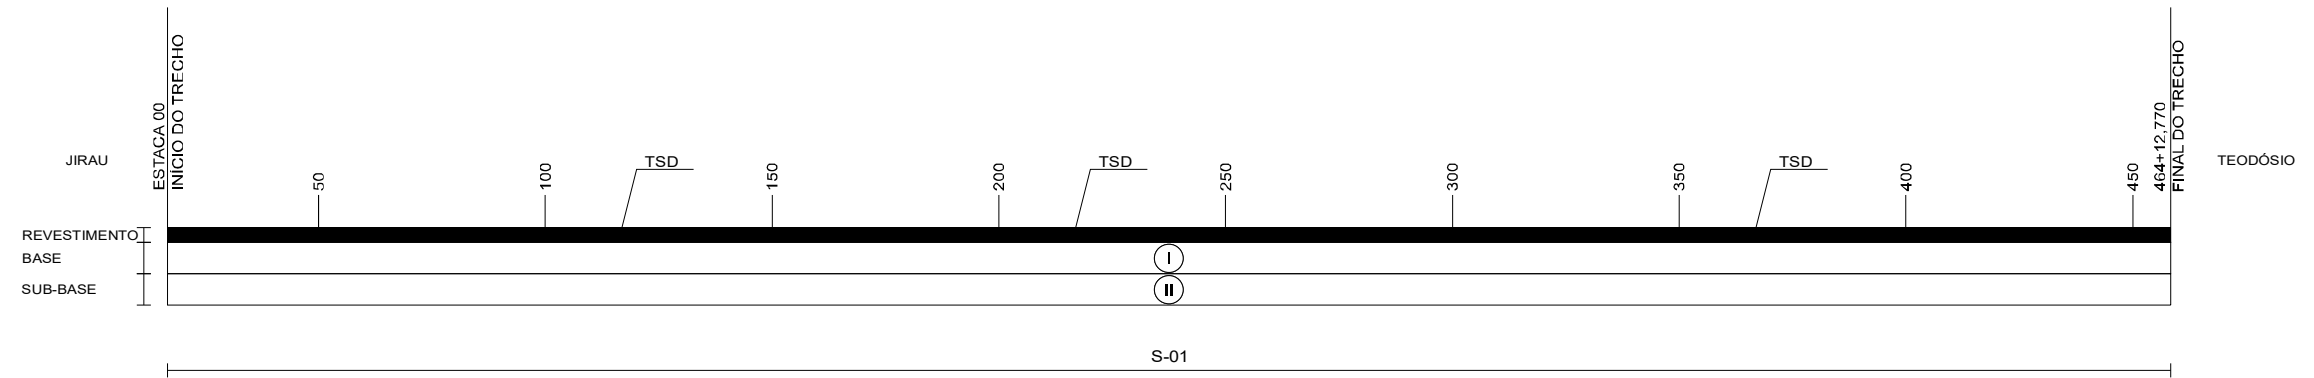 JIRAU
ESTACA 00
INÍCIO DO TRECHO
50
100
TSD
150
200
TSD
250
300
350
TSD
400
450
464+12,770
FINAL DO TRECHO
TEODÓSIO
REVESTIMENTO
BASE
I
SUB-BASE
II
S-01